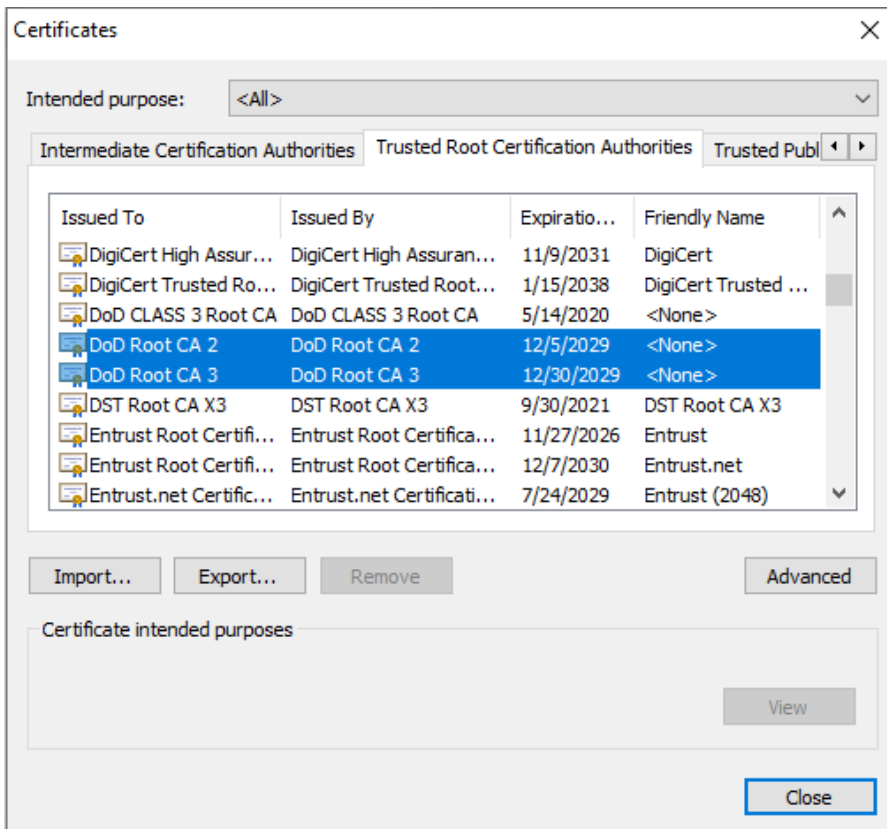 Certificates
Intended purpose: <All>
Intermediate Certification Authorities Trusted Root Certification Authorities Trusted Publ
Issued To Issued By Expiratio... Friendly Name
DigiCert High Assur... DigiCert High Assuran... 11/9/2031 DigiCert
DigiCert Trusted Ro... DigiCert Trusted Root... 1/15/2038 DigiCert Trusted ...
DoD CLASS 3 Root CA DoD CLASS 3 Root CA 5/14/2020 <None>
DoD Root CA 2 DoD Root CA 2 12/5/2029 <None>
DoD Root CA 3 DoD Root CA 3 12/30/2029 <None>
DST Root CA X3 DST Root CA X3 9/30/2021 DST Root CA X3
Entrust Root Certifi... Entrust Root Certifica... 11/27/2026 Entrust
Entrust Root Certifi... Entrust Root Certifica... 12/7/2030 Entrust.net
Entrust.net Certific... Entrust.net Certificati... 7/24/2029 Entrust (2048)
Import... Export... Remove Advanced
Certificate intended purposes
View
Close